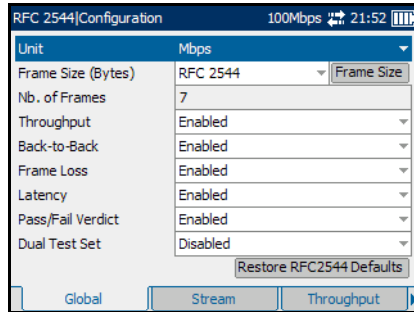 RFC 2544|Configuration 100Mbps 21:52
Unit Mbps
Frame Size (Bytes) RFC 2544 Frame Size
Nb. of Frames 7
Throughput Enabled
Back-to-Back Enabled
Frame Loss Enabled
Latency Enabled
Pass/Fail Verdict Enabled
Dual Test Set Disabled
Restore RFC2544 Defaults
Global Stream Throughput